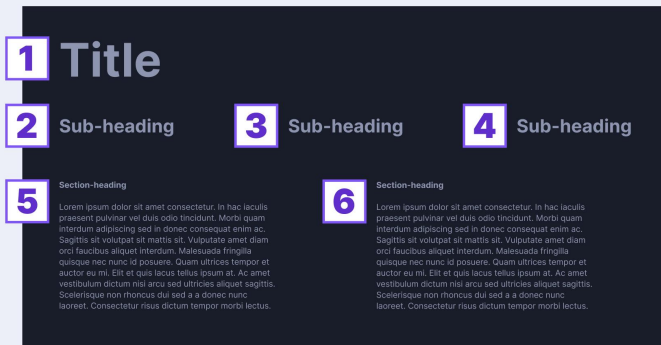 1 Title
2 Sub-heading 3 Sub-heading 4 Sub-heading
5 Section-heading
Lorem ipsum dolor sit amet consectetur. In hac iaculis
praesent pulvinar vel duis odio tincidunt. Morbi quam
interdum adipiscing sed in donec consequat enim ac.
Sagittis sit volutpat sit mattis sit. Vulputate amet diam
orci faucibus aliquet interdum. Malesuada fringilla
quisque nec nunc id posuere. Quam ultrices tempor et
auctor eu mi. Elit et quis lacus tellus ipsum at. Ac amet
vestibulum dictum nisi arcu sed ultricies aliquet sagittis.
Scelerisque non rhoncus dui sed a a donec nunc
laoreet. Consectetur risus dictum tempor morbi lectus.
6 Section-heading
Lorem ipsum dolor sit amet consectetur. In hac iaculis
praesent pulvinar vel duis odio tincidunt. Morbi quam
interdum adipiscing sed in donec consequat enim ac.
Sagittis sit volutpat sit mattis sit. Vulputate amet diam
orci faucibus aliquet interdum. Malesuada fringilla
quisque nec nunc id posuere. Quam ultrices tempor et
auctor eu mi. Elit et quis lacus tellus ipsum at. Ac amet
vestibulum dictum nisi arcu sed ultricies aliquet sagittis.
Scelerisque non rhoncus dui sed a a donec nunc
laoreet. Consectetur risus dictum tempor morbi lectus.